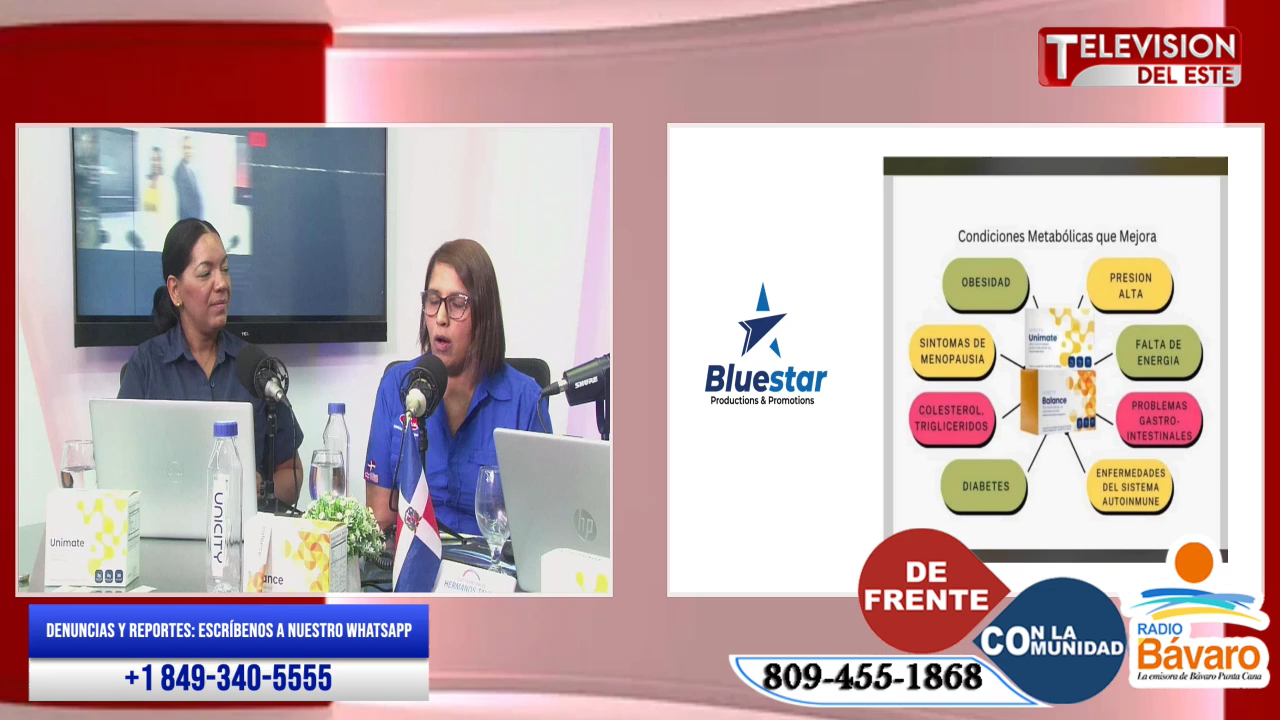 TELEVISION
DEL ESTE
TCL
SHURE
hp
Unimate
UNICITY
HERMANOS
Bluestar
Productions & Promotions
Condiciones Metabólicas que Mejora
OBESIDAD
PRESION
ALTA
SINTOMAS DE
MENOPAUSIA
Unimate
FALTA DE
ENERGIA
COLESTEROL,
TRIGLICERIDOS
Balance
PROBLEMAS
GASTRO-
INTESTINALES
DIABETES
ENFERMEDADES
DEL SISTEMA
AUTOINMUNE
DE
FRENTE
CON LA
COMUNIDAD
RADIO
Bávaro
La emisora de Bávaro Punta Cana
DENUNCIAS Y REPORTES: ESCRÍBENOS A NUESTRO WHATSAPP
+1 849-340-5555
809-455-1868